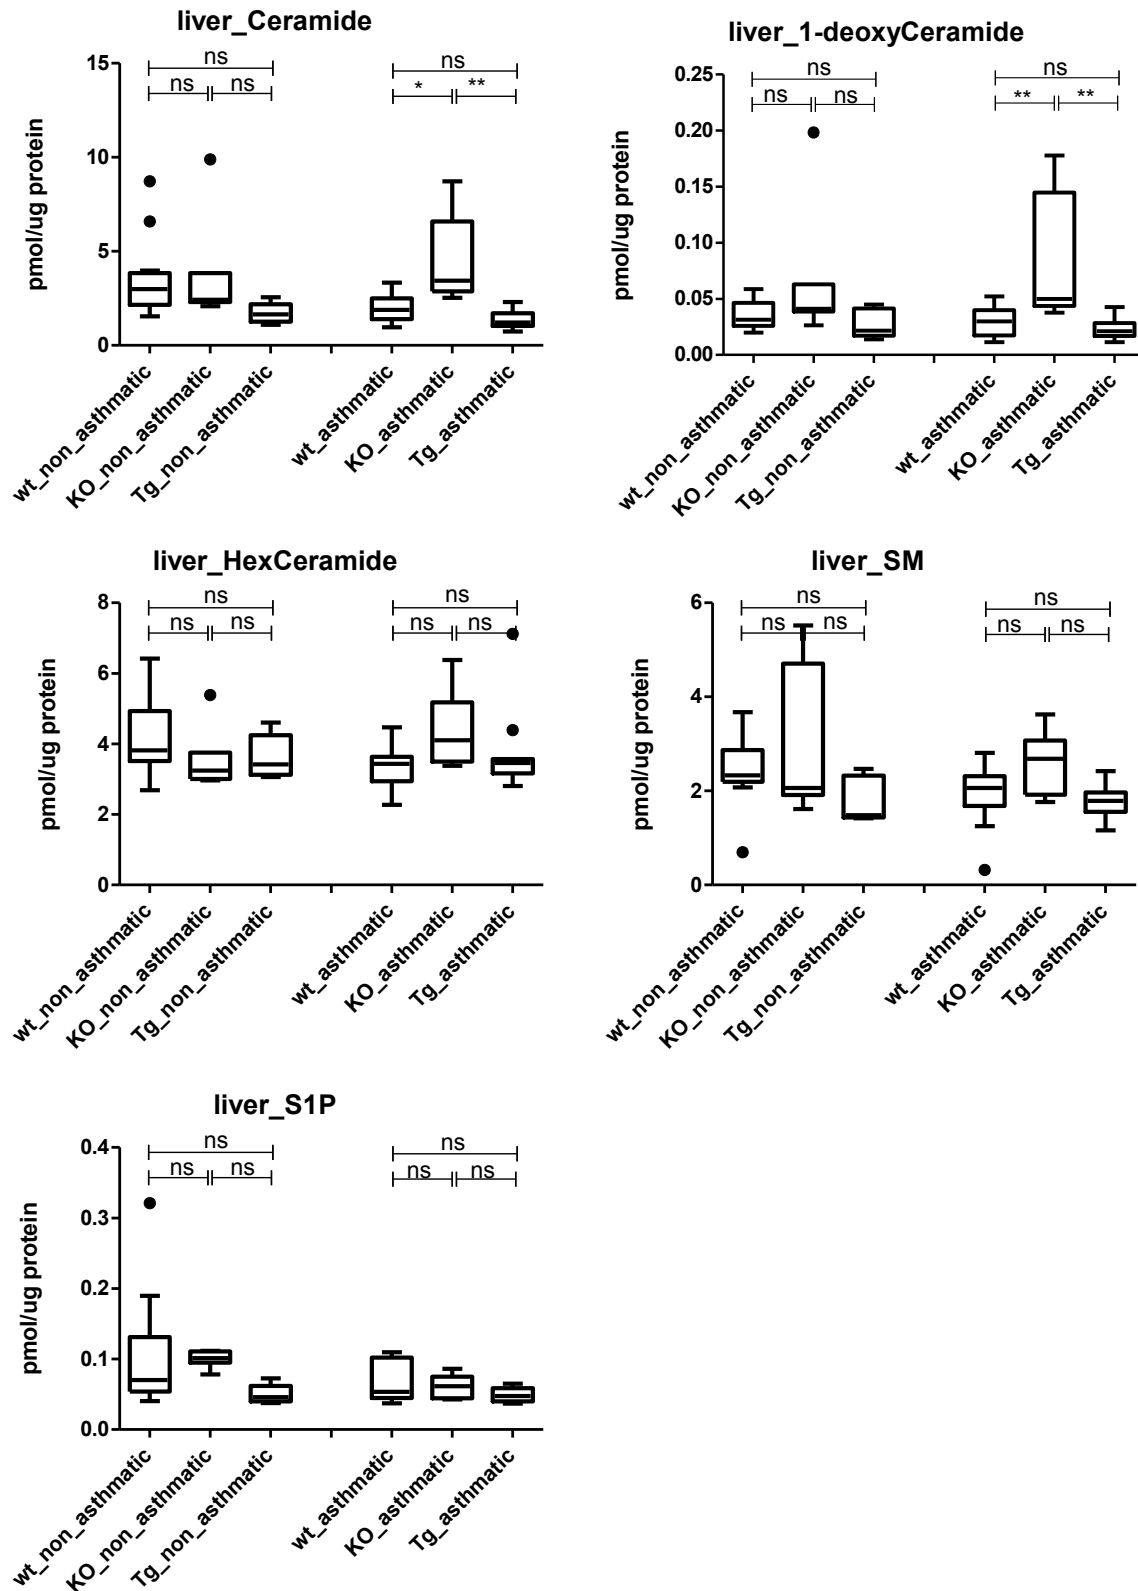 liver_Ceramide
pmol/ug protein
15
10
5
0
ns
ns ns
ns
* **
wt_non_asthmatic
KO_non_asthmatic
Tg_non_asthmatic
wt_asthmatic
KO_asthmatic
Tg_asthmatic
liver_1-deoxyCeramide
pmol/ug protein
0.25
0.20
0.15
0.10
0.05
0.00
ns
ns ns
ns
** **
wt_non_asthmatic
KO_non_asthmatic
Tg_non_asthmatic
wt_asthmatic
KO_asthmatic
Tg_asthmatic
liver_HexCeramide
pmol/ug protein
8
6
4
2
0
ns
ns ns
ns
ns ns
wt_non_asthmatic
KO_non_asthmatic
Tg_non_asthmatic
wt_asthmatic
KO_asthmatic
Tg_asthmatic
liver_SM
pmol/ug protein
6
4
2
0
ns
ns ns
ns
ns ns
wt_non_asthmatic
KO_non_asthmatic
Tg_non_asthmatic
wt_asthmatic
KO_asthmatic
Tg_asthmatic
liver_S1P
pmol/ug protein
0.4
0.3
0.2
0.1
0.0
ns
ns ns
ns
ns ns
wt_non_asthmatic
KO_non_asthmatic
Tg_non_asthmatic
wt_asthmatic
KO_asthmatic
Tg_asthmatic